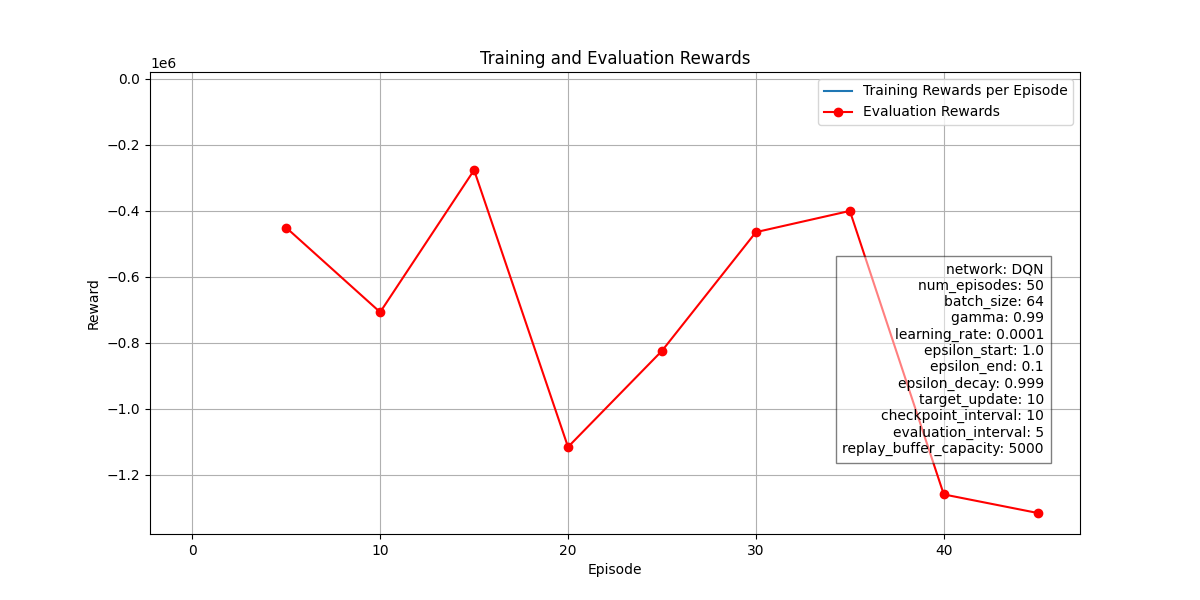 Training and Evaluation Rewards
1e6
0.0
−0.2
−0.4
−0.6
−0.8
−1.0
−1.2
Reward
Training Rewards per Episode
Evaluation Rewards
network: DQN
num_episodes: 50
batch_size: 64
gamma: 0.99
learning_rate: 0.0001
epsilon_start: 1.0
epsilon_end: 0.1
epsilon_decay: 0.999
target_update: 10
checkpoint_interval: 10
evaluation_interval: 5
replay_buffer_capacity: 5000
0 10 20 30 40
Episode